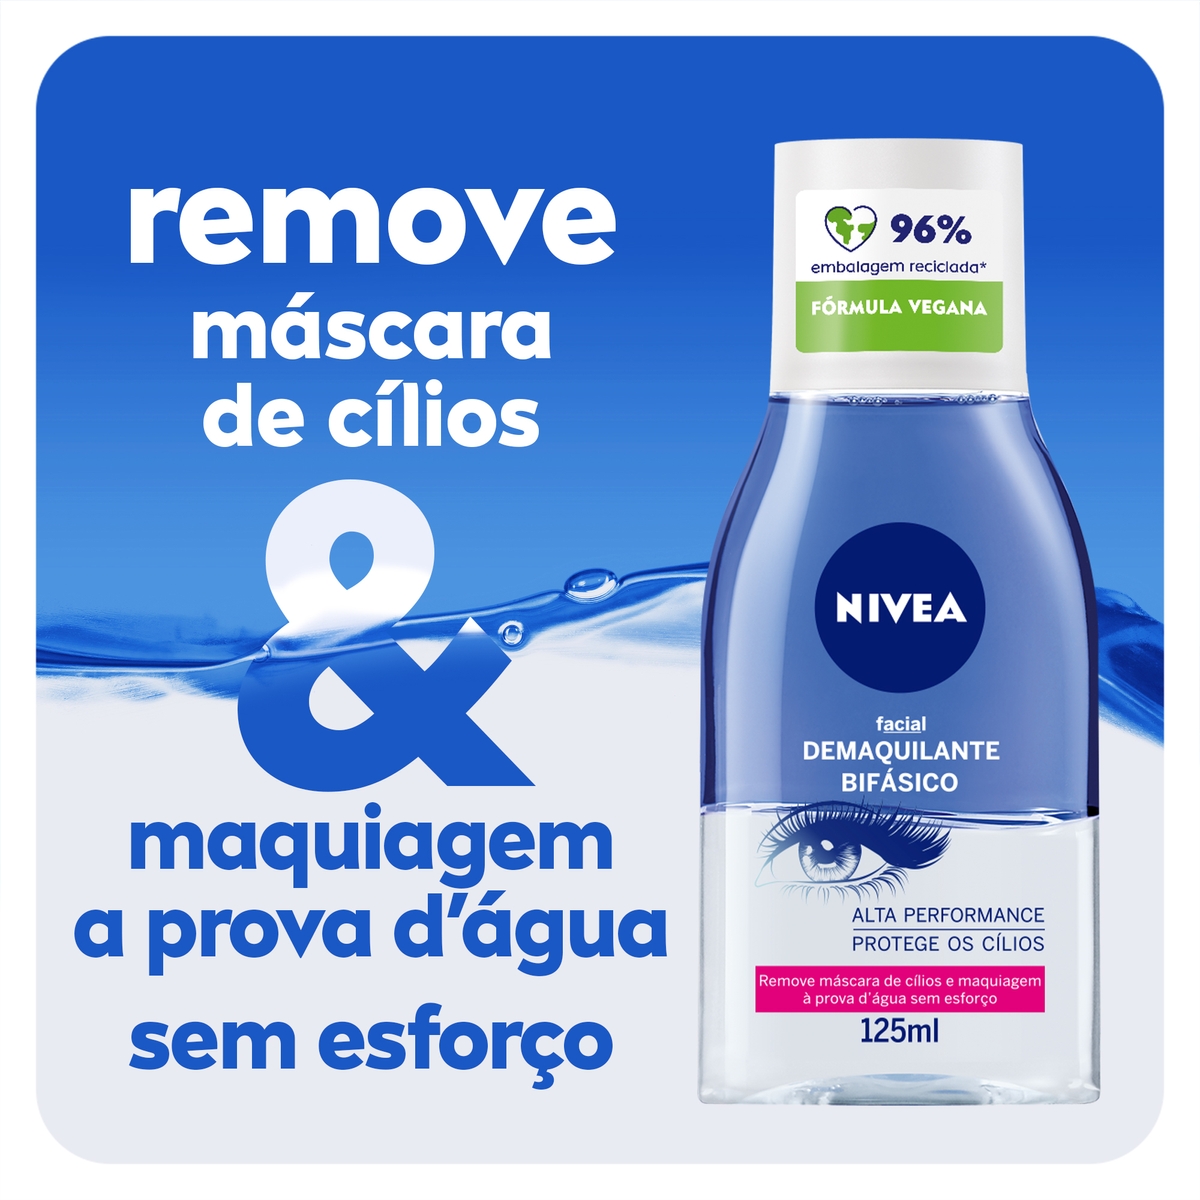 remove
máscara
de cílios
&
maquiagem
a prova d'água
sem esforço
96%
embalagem reciclada*
FÓRMULA VEGANA
NIVEA
facial
DEMAQUILANTE
BIFÁSICO
ALTA PERFORMANCE
PROTEGE OS CÍLIOS
Remove máscara de cílios e maquiagem
à prova d'água sem esforço
125ml